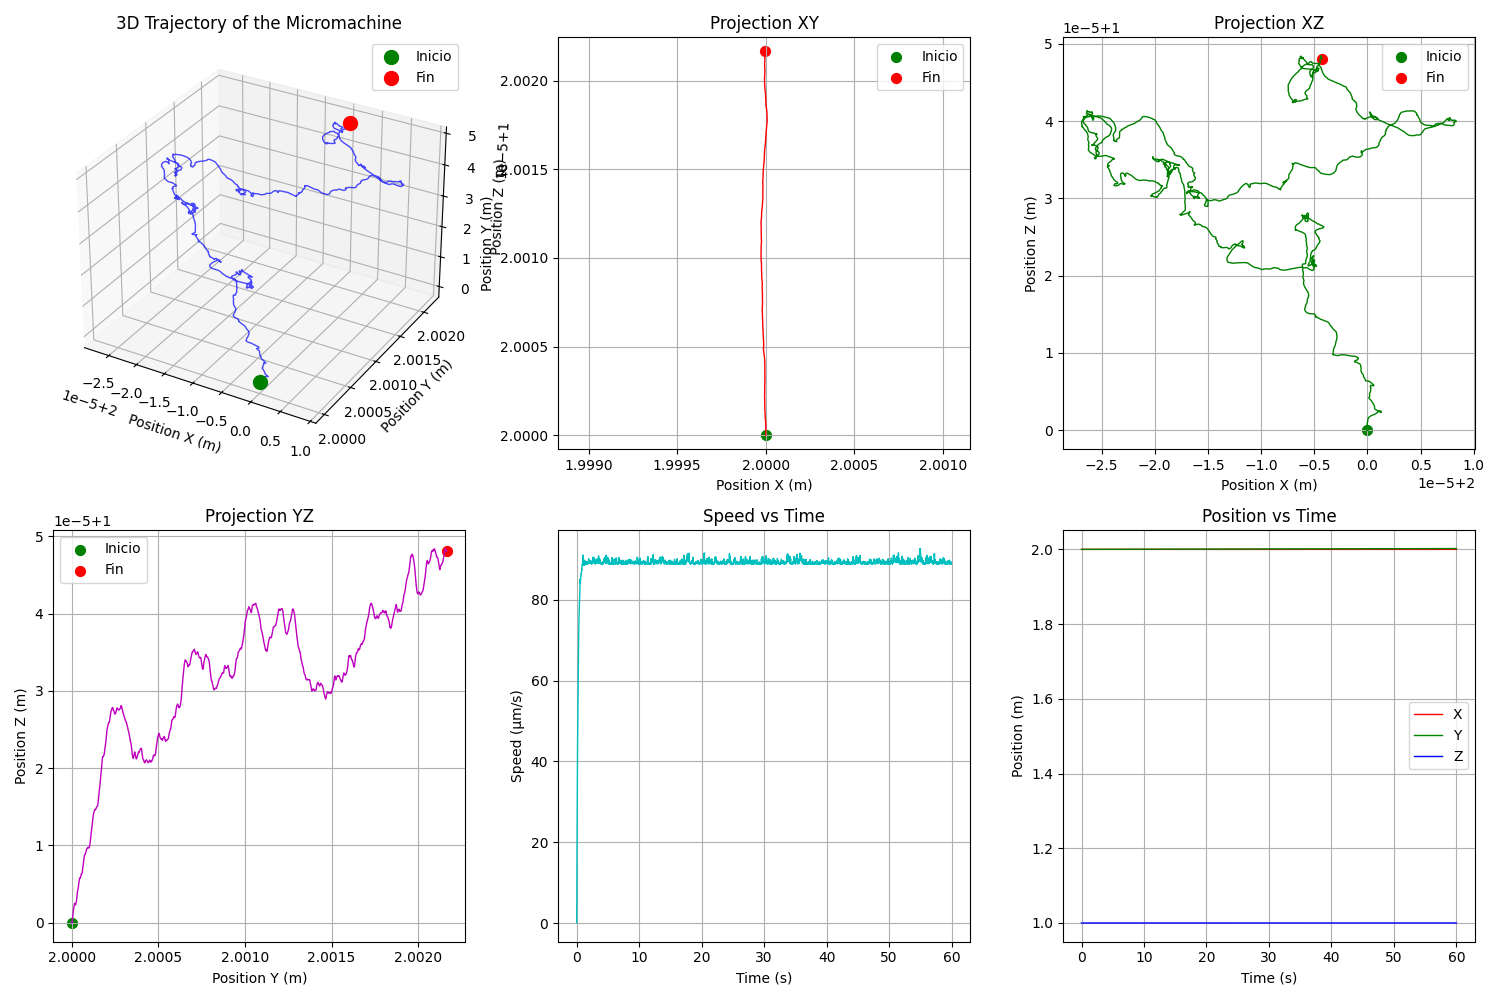 3D Trajectory of the Micromachine
Inicio
Fin
5
4
3
2
1
0
Position Z (m)
2.0020
2.0015
2.0010
2.0005
2.0000
Position Y (m)
−2.5
−2.0
−1.5
−1.0
−0.5
0.0
0.5
1.0
1e−5+2
Position X (m)
1e−5+1
Projection XY
Inicio
Fin
2.0020
2.0015
2.0010
2.0005
2.0000
Position Y (m)
1.9990
1.9995
2.0000
2.0005
2.0010
Position X (m)
Projection XZ
1e−5+1
Inicio
Fin
5
4
3
2
1
0
Position Z (m)
−2.5
−2.0
−1.5
−1.0
−0.5
0.0
0.5
1.0
Position X (m)
1e−5+2
Projection YZ
1e−5+1
Inicio
Fin
5
4
3
2
1
0
Position Z (m)
2.0000
2.0005
2.0010
2.0015
2.0020
Position Y (m)
Speed vs Time
80
60
40
20
0
Speed (μm/s)
0
10
20
30
40
50
60
Time (s)
Position vs Time
2.0
1.8
1.6
1.4
1.2
1.0
Position (m)
X
Y
Z
0
10
20
30
40
50
60
Time (s)